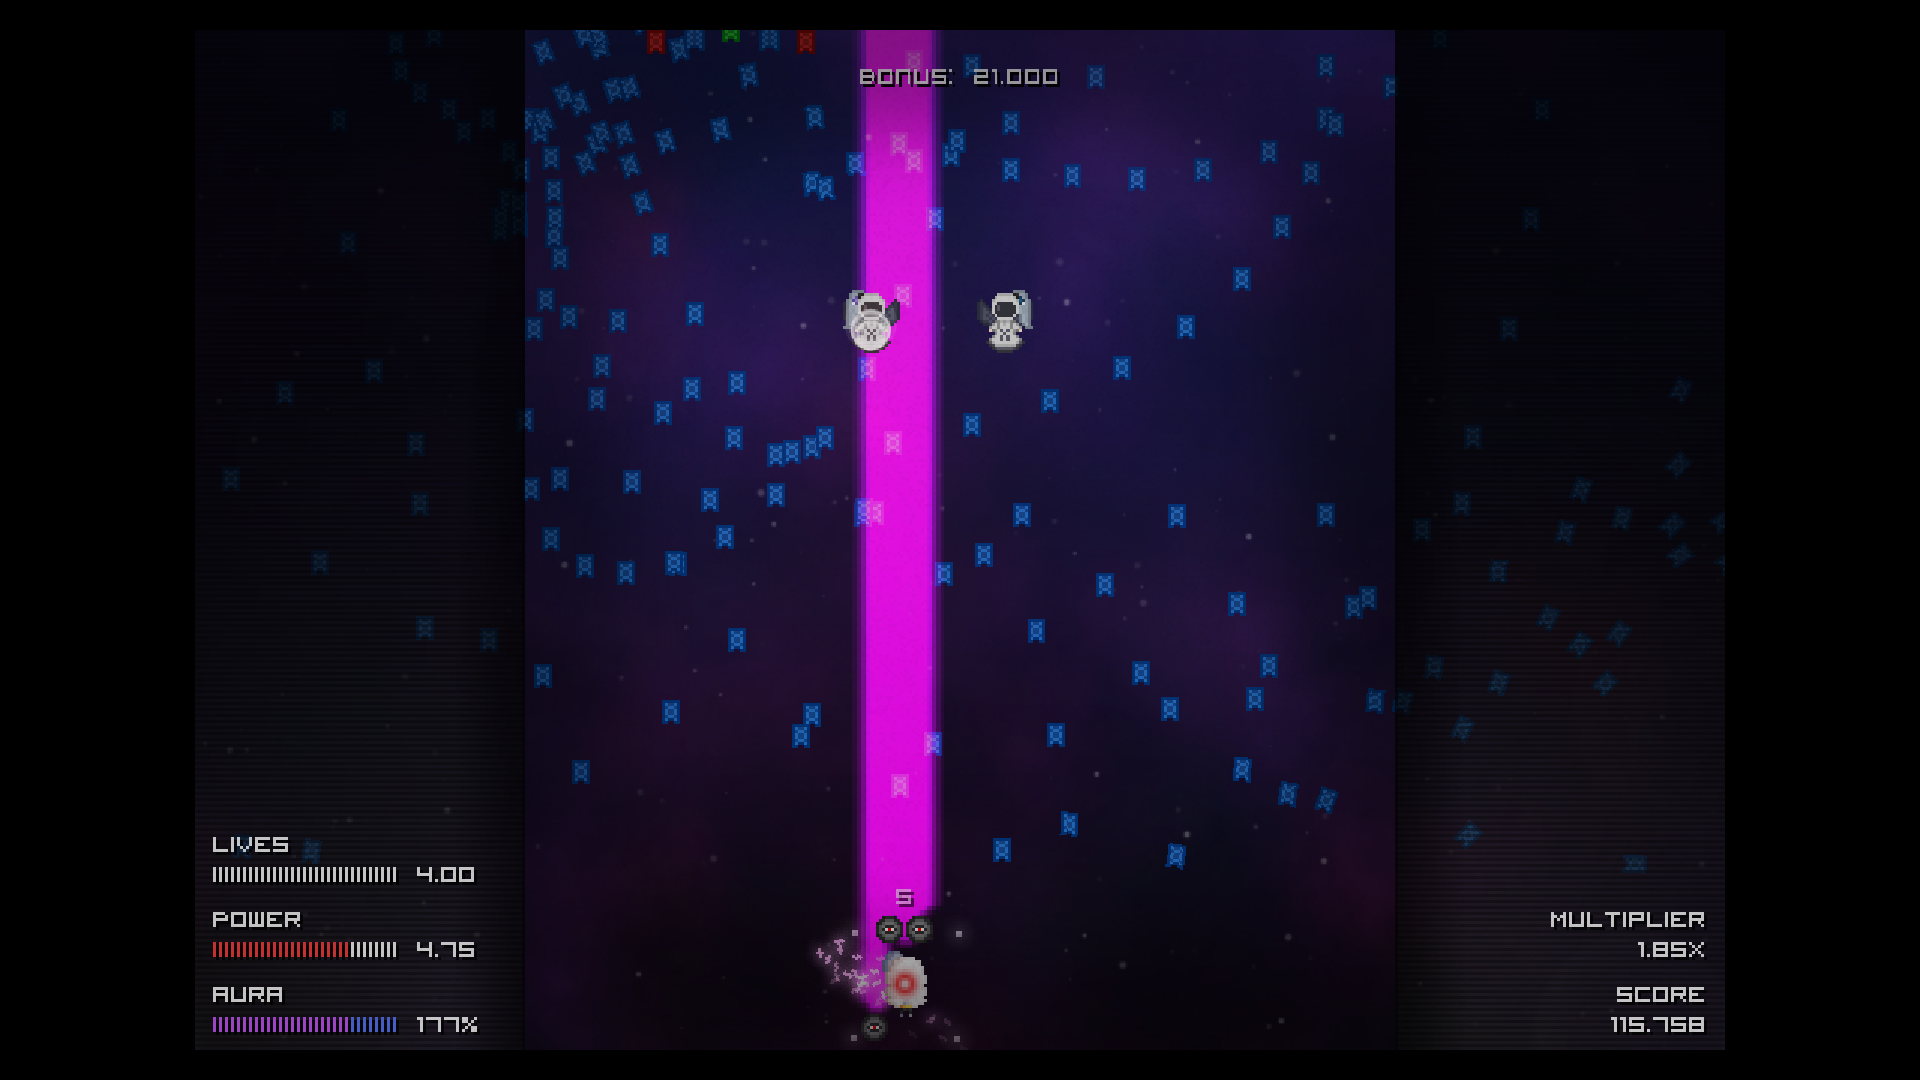 BONUS: 21.000
5
LIVES
4.00
POWER
4.75
AURA
177%
MULTIPLIER
1.85X
SCORE
115.758